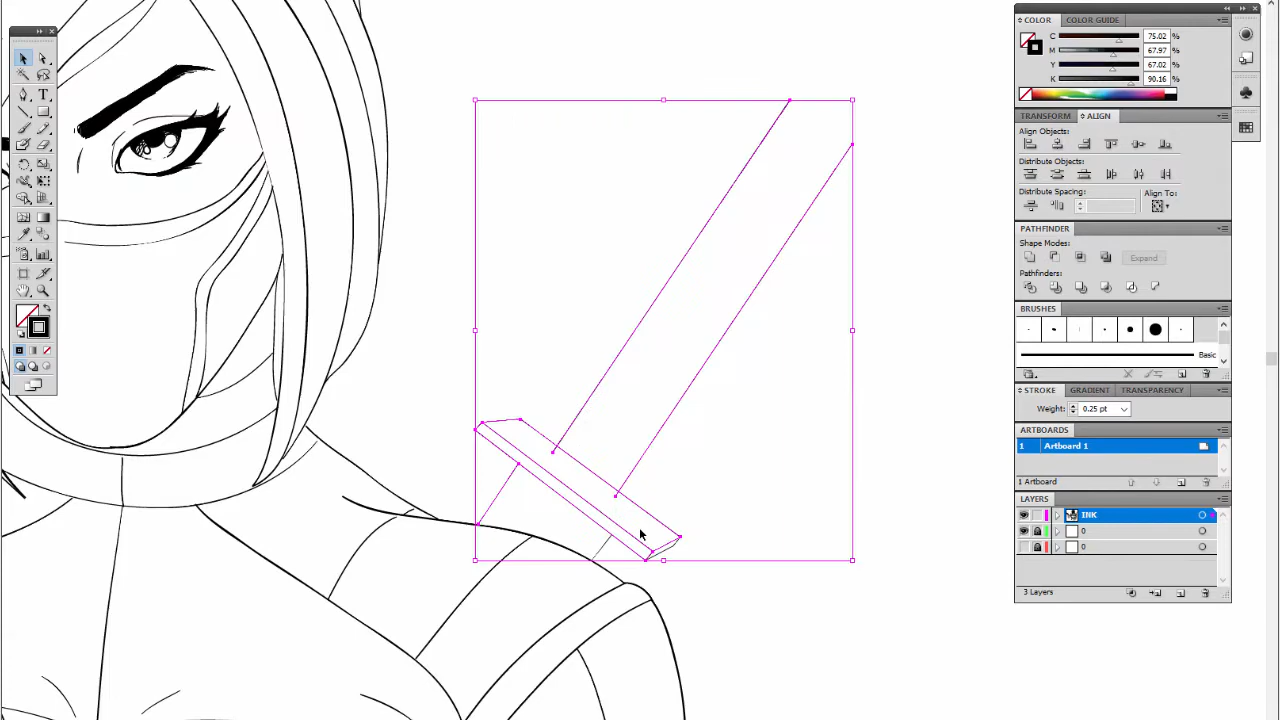 COLOR COLOR GUIDE
C 75.02 %
M 67.97 %
Y 67.02 %
K 90.16 %
TRANSFORM ALIGN
Align Objects:
Distribute Objects:
Distribute Spacing: Align To:
PATHFINDER
Shape Modes:
Expand
Pathfinders:
BRUSHES
Basic
STROKE GRADIENT TRANSPARENCY
Weight: 0.25 pt
ARTBOARDS
1 Artboard 1
1 Artboard
LAYERS
INK
0
0
3 Layers
T